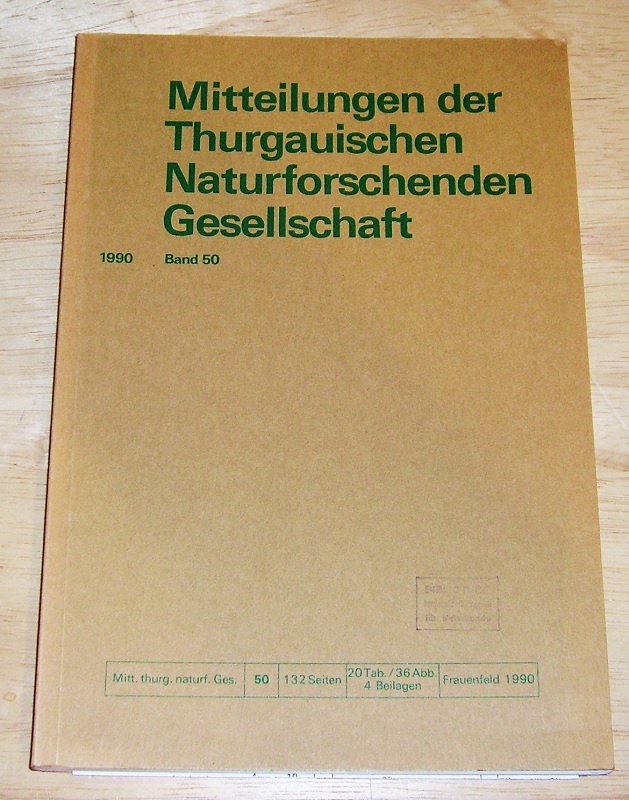 Mitteilungen der
Thurgauischen
Naturforschenden
Gesellschaft
1990 Band 50
Mitt. thurg. naturf. Ges. 50 132 Seiten 20 Tab. / 36 Abb. 4 Beilagen Frauenfeld 1990